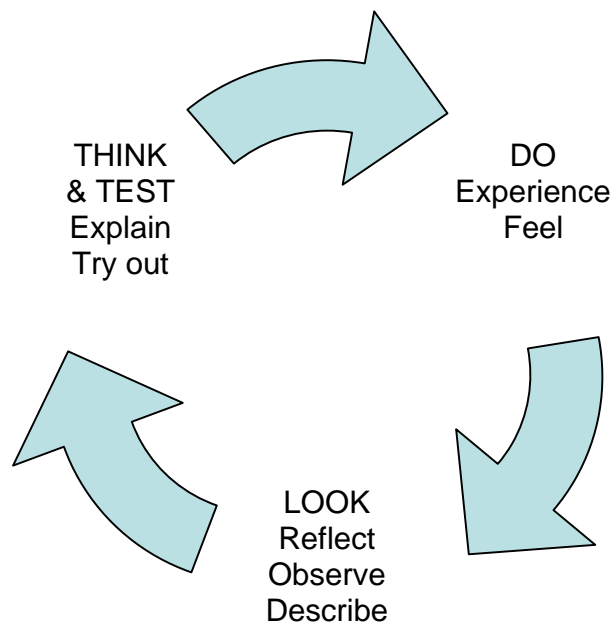 THINK
& TEST
Explain
Try out
DO
Experience
Feel
LOOK
Reflect
Observe
Describe